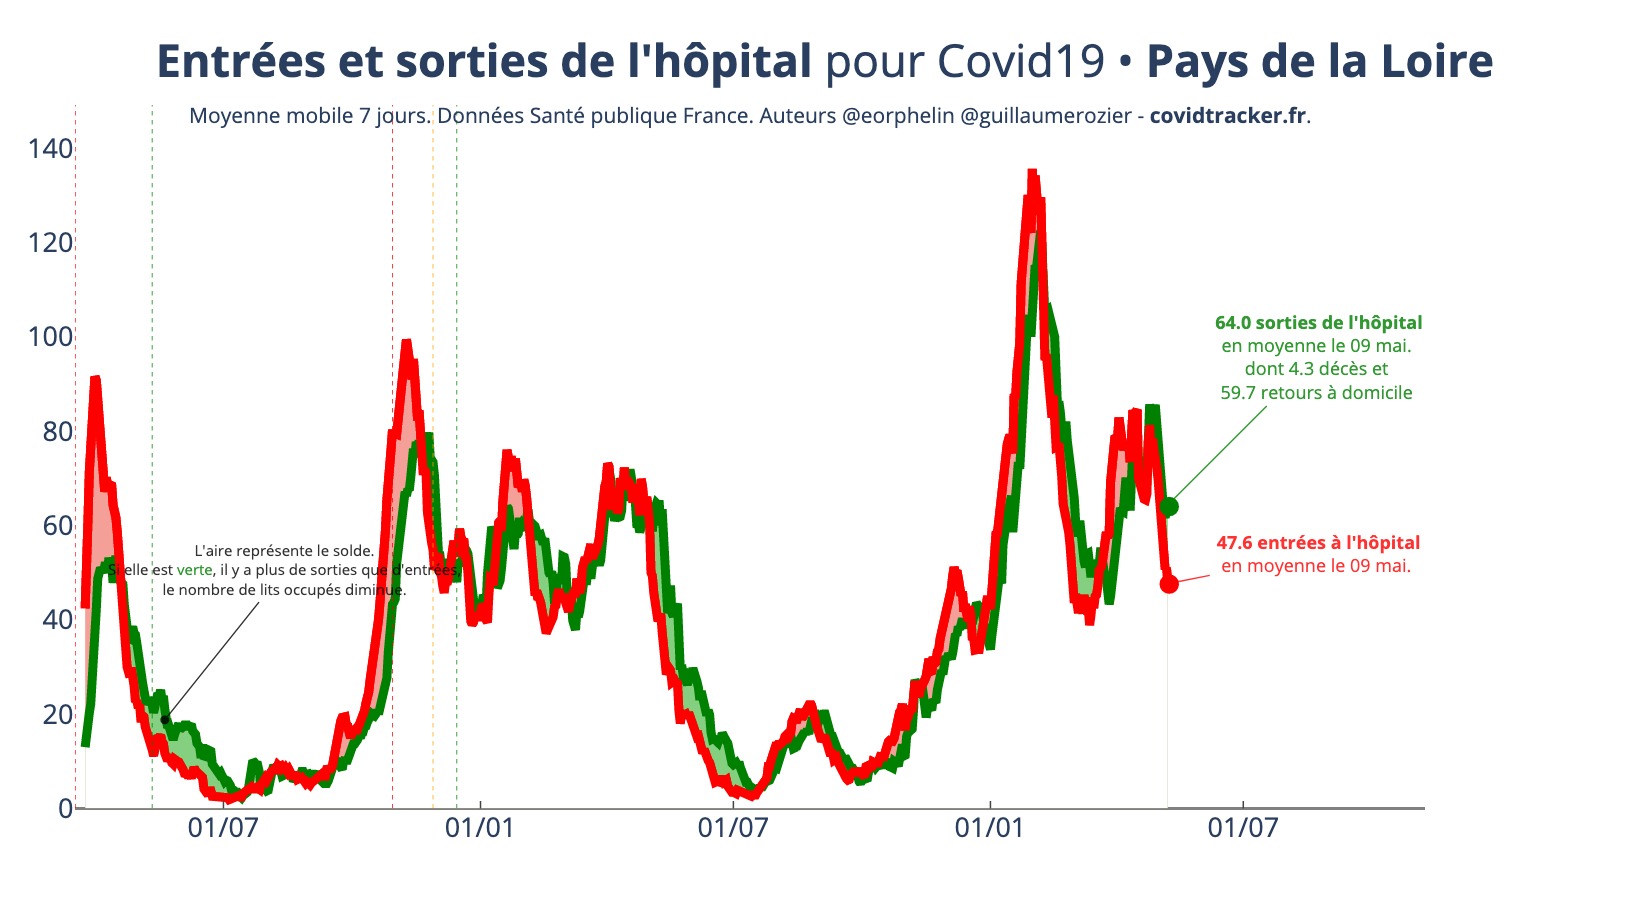 Entrées et sorties de l'hôpital pour Covid19 • Pays de la Loire
Moyenne mobile 7 jours. Données Santé publique France. Auteurs @eorphelin @guillaumerozier - covidtracker.fr.
140
120
100
80
60
40
20
0
64.0 sorties de l'hôpital
en moyenne le 09 mai.
dont 4.3 décès et
59.7 retours à domicile
47.6 entrées à l'hôpital
en moyenne le 09 mai.
L'aire représente le solde.
Si elle est verte, il y a plus de sorties que d'entrées,
le nombre de lits occupés diminue.
01/07
01/01
01/07
01/01
01/07